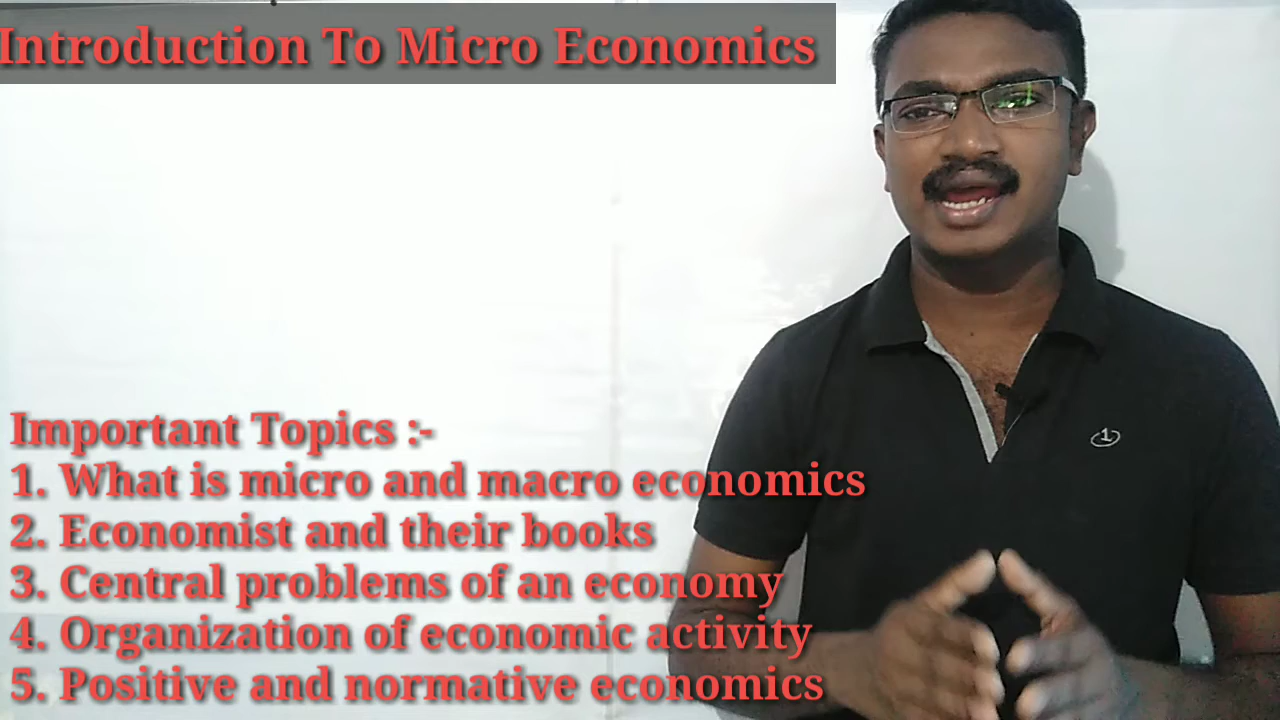 Introduction To Micro Economics
Important Topics :-
1. What is micro and macro economics
2. Economist and their books
3. Central problems of an economy
4. Organization of economic activity
5. Positive and normative economics
1